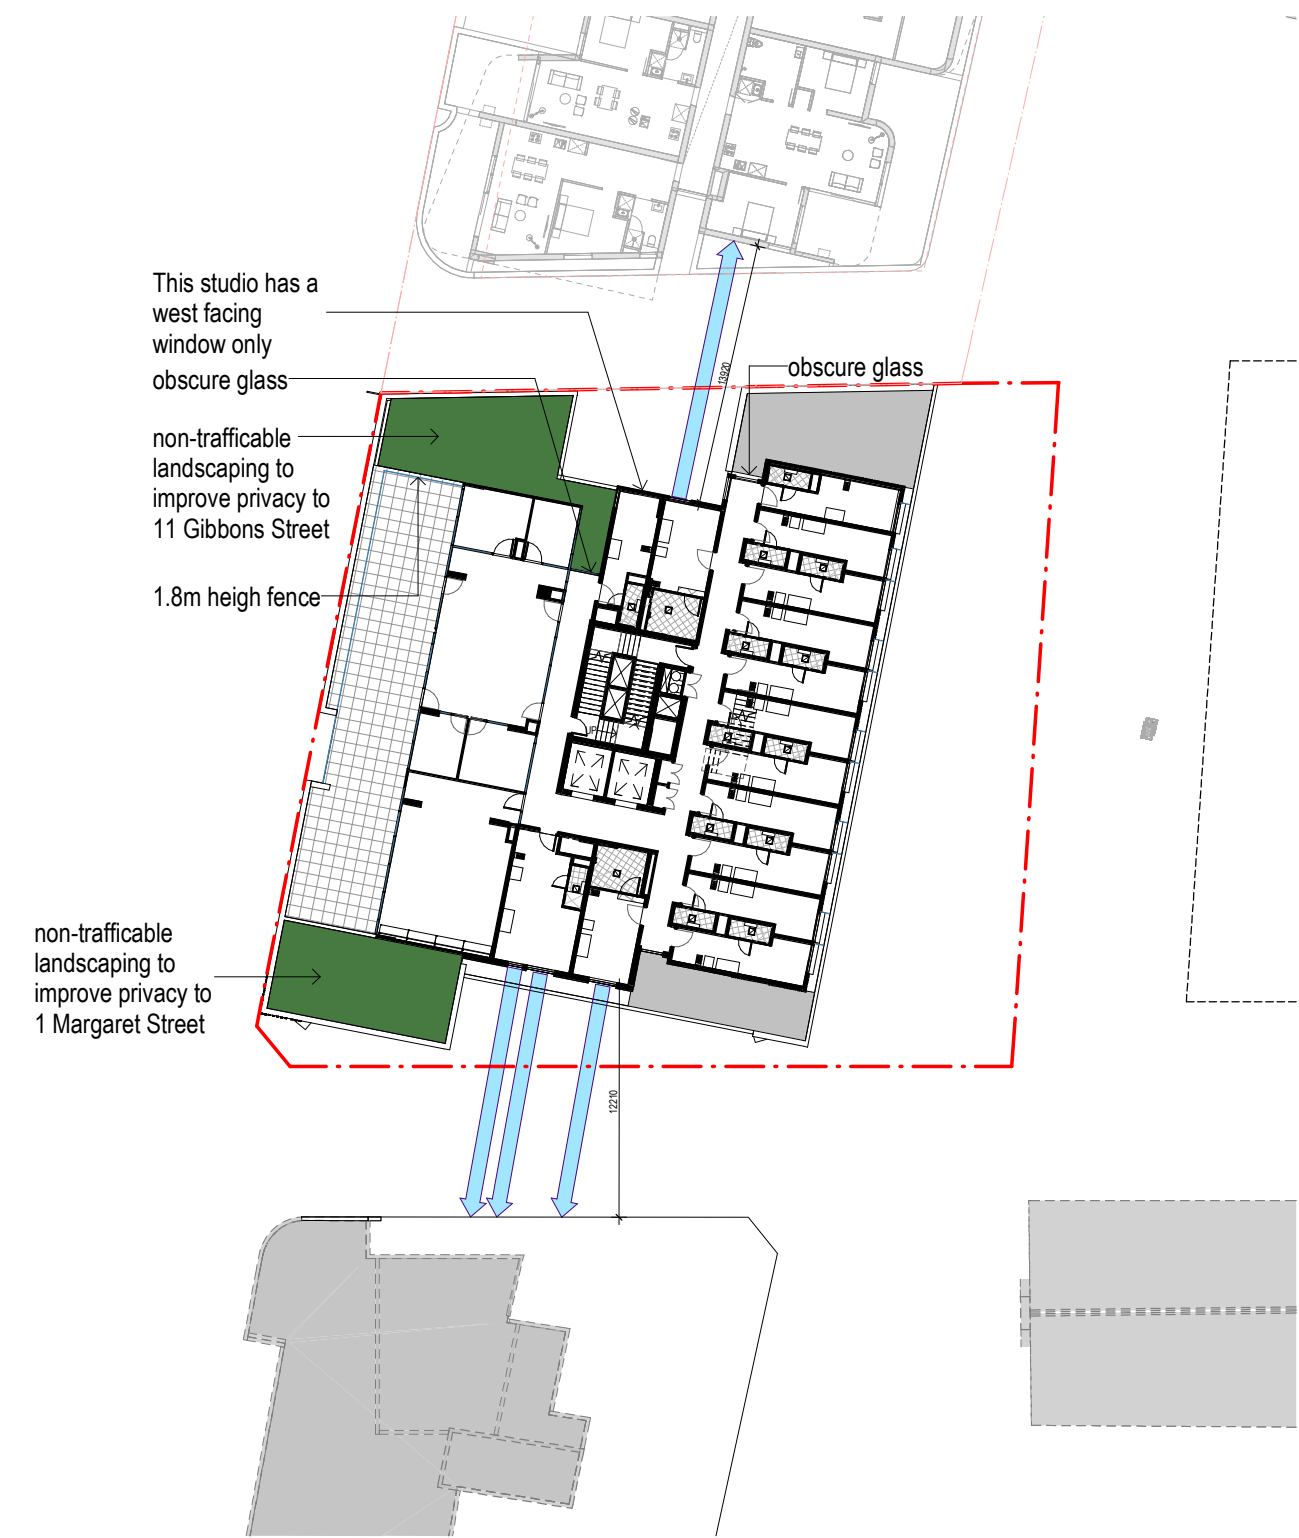 This studio has a
west facing
window only
obscure glass
obscure glass
13920
non-trafficable
landscaping to
improve privacy to
11 Gibbons Street
1.8m heigh fence
non-trafficable
landscaping to
improve privacy to
1 Margaret Street
12210